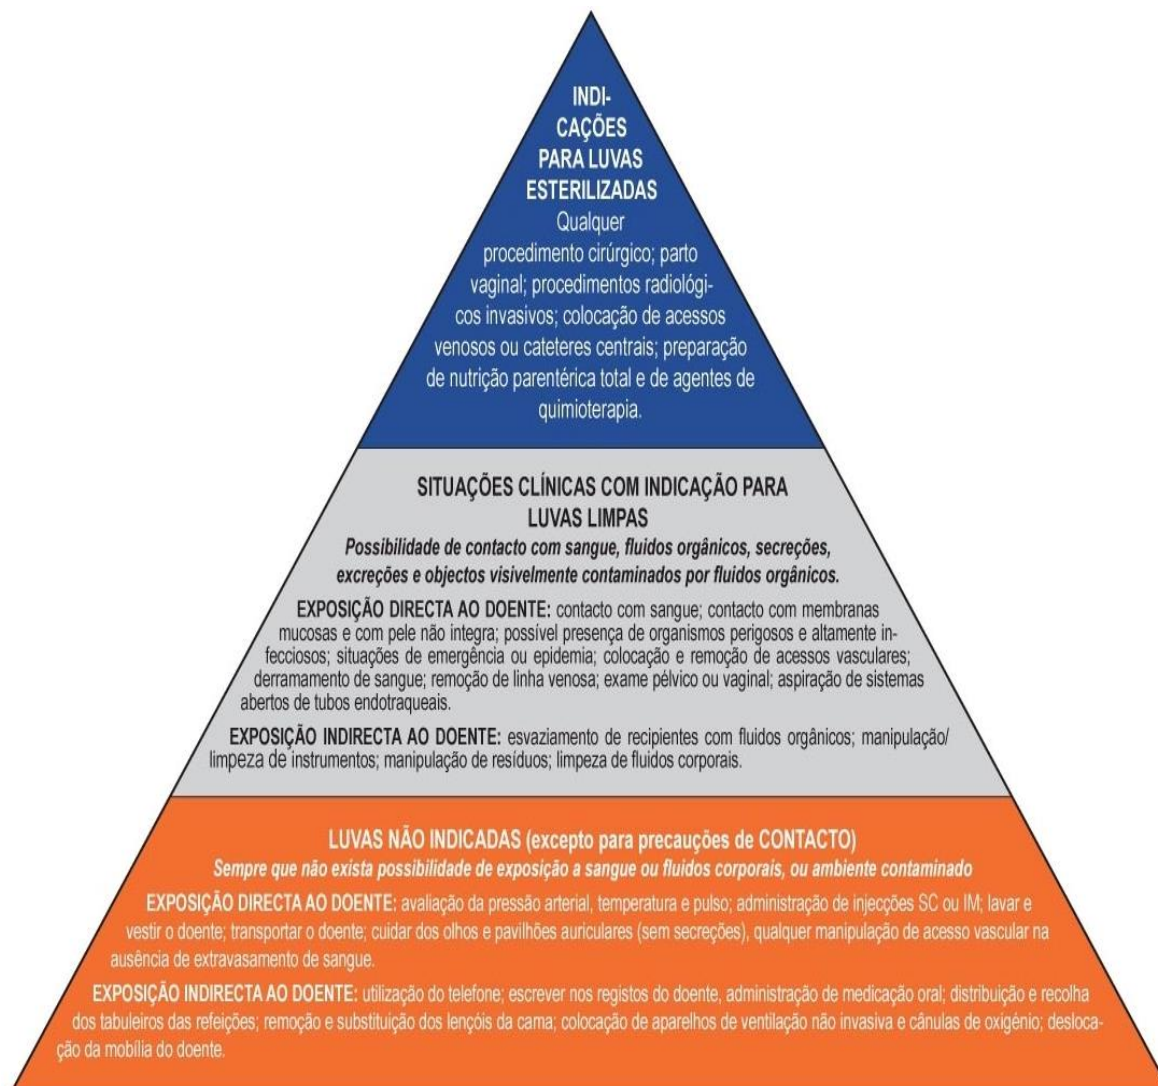 INDI-
CAÇÕES
PARA LUVAS
ESTERILIZADAS
Qualquer
procedimento cirúrgico; parto
vaginal; procedimentos radiológi-
cos invasivos; colocação de acessos
venosos ou cateteres centrais; preparação
de nutrição parentérica total e de agentes de
quimioterapia.
SITUAÇÕES CLÍNICAS COM INDICAÇÃO PARA
LUVAS LIMPAS
Possibilidade de contacto com sangue, fluidos orgânicos, secreções,
excreções e objectos visivelmente contaminados por fluidos orgânicos.
EXPOSIÇÃO DIRECTA AO DOENTE: contacto com sangue; contacto com membranas
mucosas e com pele não integra; possível presença de organismos perigosos e altamente in-
fecciosos; situações de emergência ou epidemia; colocação e remoção de acessos vasculares;
derramamento de sangue; remoção de linha venosa; exame pélvico ou vaginal; aspiração de sistemas
abertos de tubos endotraqueais.
EXPOSIÇÃO INDIRECTA AO DOENTE: esvaziamento de recipientes com fluidos orgânicos; manipulação/
limpeza de instrumentos; manipulação de resíduos; limpeza de fluidos corporais.
LUVAS NÃO INDICADAS (excepto para precauções de CONTACTO)
Sempre que não exista possibilidade de exposição a sangue ou fluidos corporais, ou ambiente contaminado
EXPOSIÇÃO DIRECTA AO DOENTE: avaliação da pressão arterial, temperatura e pulso; administração de injecções SC ou IM; lavar e
vestir o doente; transportar o doente; cuidar dos olhos e pavilhões auriculares (sem secreções), qualquer manipulação de acesso vascular na
ausência de extravasamento de sangue.
EXPOSIÇÃO INDIRECTA AO DOENTE: utilização do telefone; escrever nos registos do doente, administração de medicação oral; distribuição e recolha
dos tabuleiros das refeições; remoção e substituição dos lençóis da cama; colocação de aparelhos de ventilação não invasiva e cânulas de oxigénio; desloca-
ção da mobília do doente.